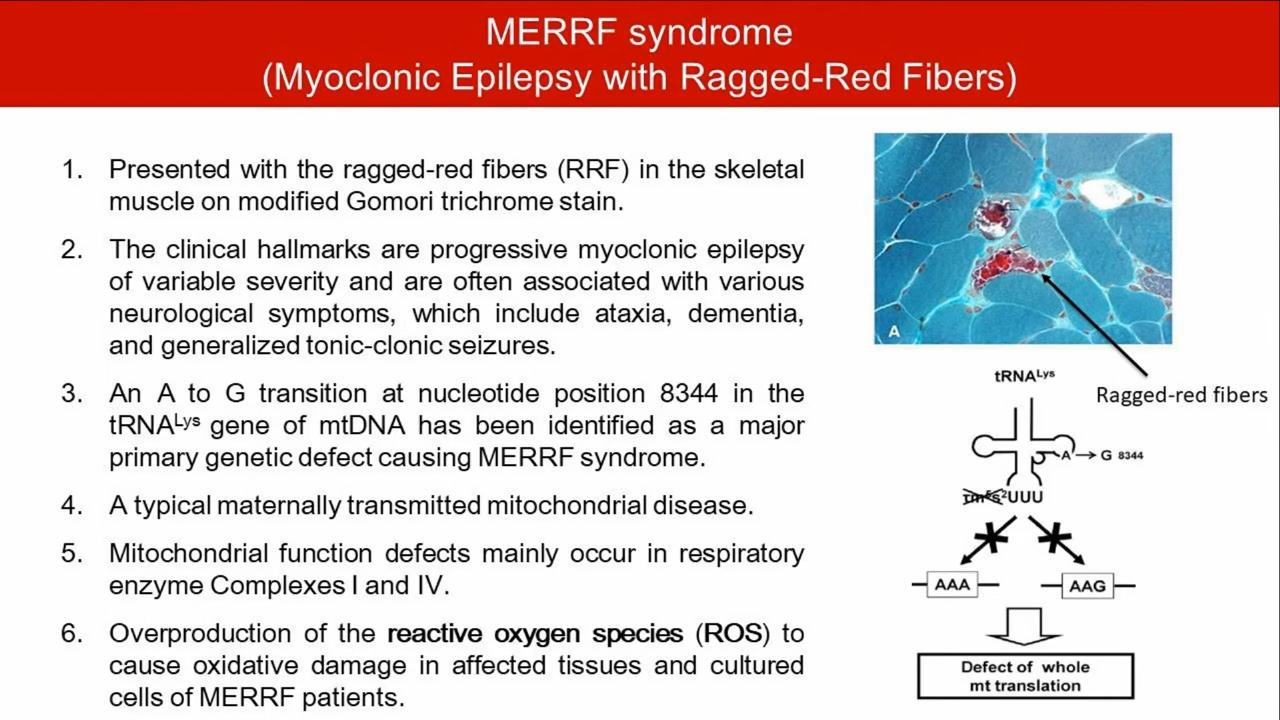 MERRF syndrome
(Myoclonic Epilepsy with Ragged-Red Fibers)
1. Presented with the ragged-red fibers (RRF) in the skeletal
muscle on modified Gomori trichrome stain.
2. The clinical hallmarks are progressive myoclonic epilepsy
of variable severity and are often associated with various
neurological symptoms, which include ataxia, dementia,
and generalized tonic-clonic seizures.
3. An A to G transition at nucleotide position 8344 in the
tRNALys gene of mtDNA has been identified as a major
primary genetic defect causing MERRF syndrome.
4. A typical maternally transmitted mitochondrial disease.
5. Mitochondrial function defects mainly occur in respiratory
enzyme Complexes I and IV.
6. Overproduction of the reactive oxygen species (ROS) to
cause oxidative damage in affected tissues and cultured
cells of MERRF patients.
A
Ragged-red fibers
tRNALys
A → G 8344
τm⁵s²UUU
AAA
AAG
Defect of whole
mt translation